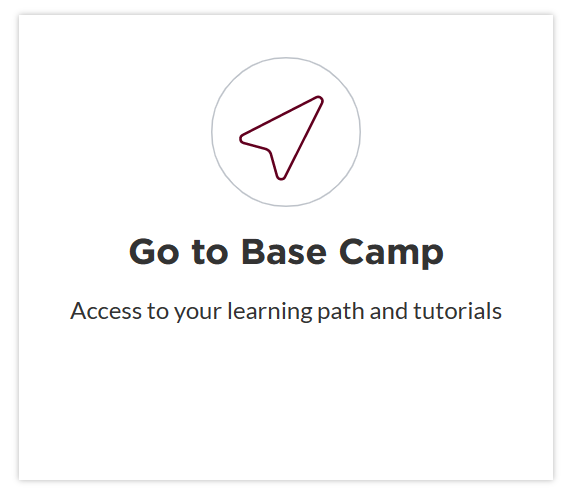 Go to Base Camp
Access to your learning path and tutorials